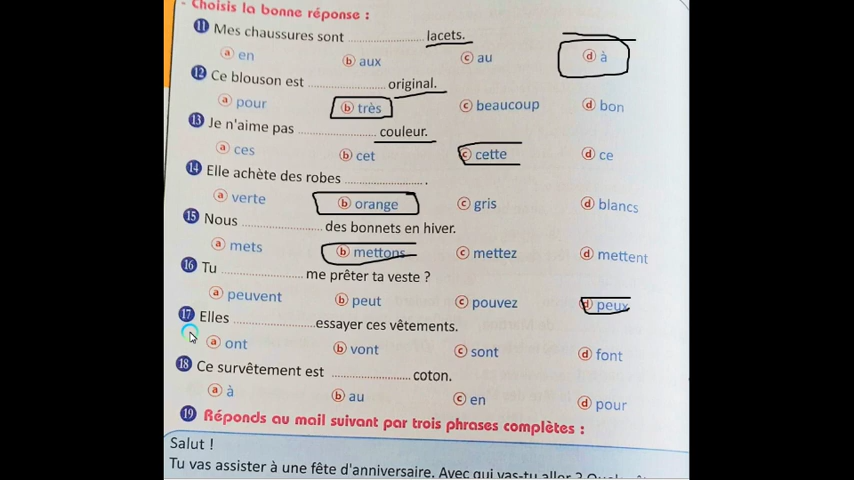 - Choisis la bonne réponse :
11 Mes chaussures sont .................... lacets.
a en b aux c au d à
12 Ce blouson est .................... original.
a pour b très c beaucoup d bon
13 Je n'aime pas .................... couleur.
a ces b cet c cette d ce
14 Elle achète des robes .................... .
a verte b orange c gris d blancs
15 Nous .................... des bonnets en hiver.
a mets b mettons c mettez d mettent
16 Tu .................... me prêter ta veste ?
a peuvent b peut c pouvez d peux
17 Elles ....................essayer ces vêtements.
a ont b vont c sont d font
18 Ce survêtement est .................... coton.
a à b au c en d pour
19 Réponds au mail suivant par trois phrases complètes :
Salut !
Tu vas assister à une fête d'anniversaire. Avec qui vas-tu aller ?